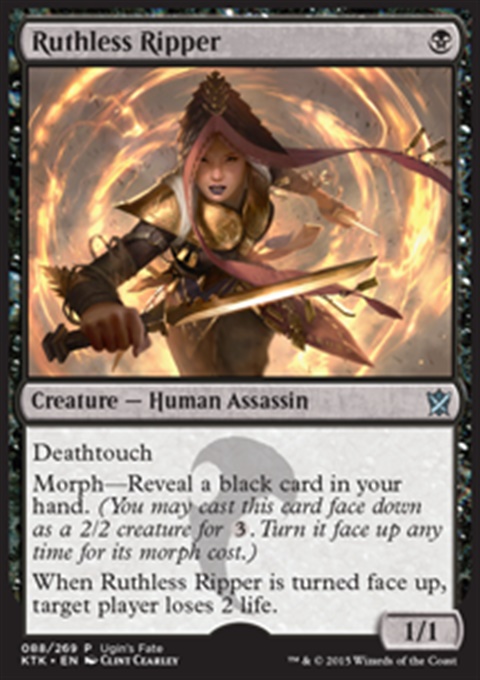 Ruthless Ripper
Creature — Human Assassin
Deathtouch
Morph—Reveal a black card in your
hand. (You may cast this card face down
as a 2/2 creature for 3. Turn it face up any
time for its morph cost.)
When Ruthless Ripper is turned face up,
target player loses 2 life.
1/1
088/269 P Ugin's Fate
KTK • EN Clint Cearley
™ & © 2015 Wizards of the Coast